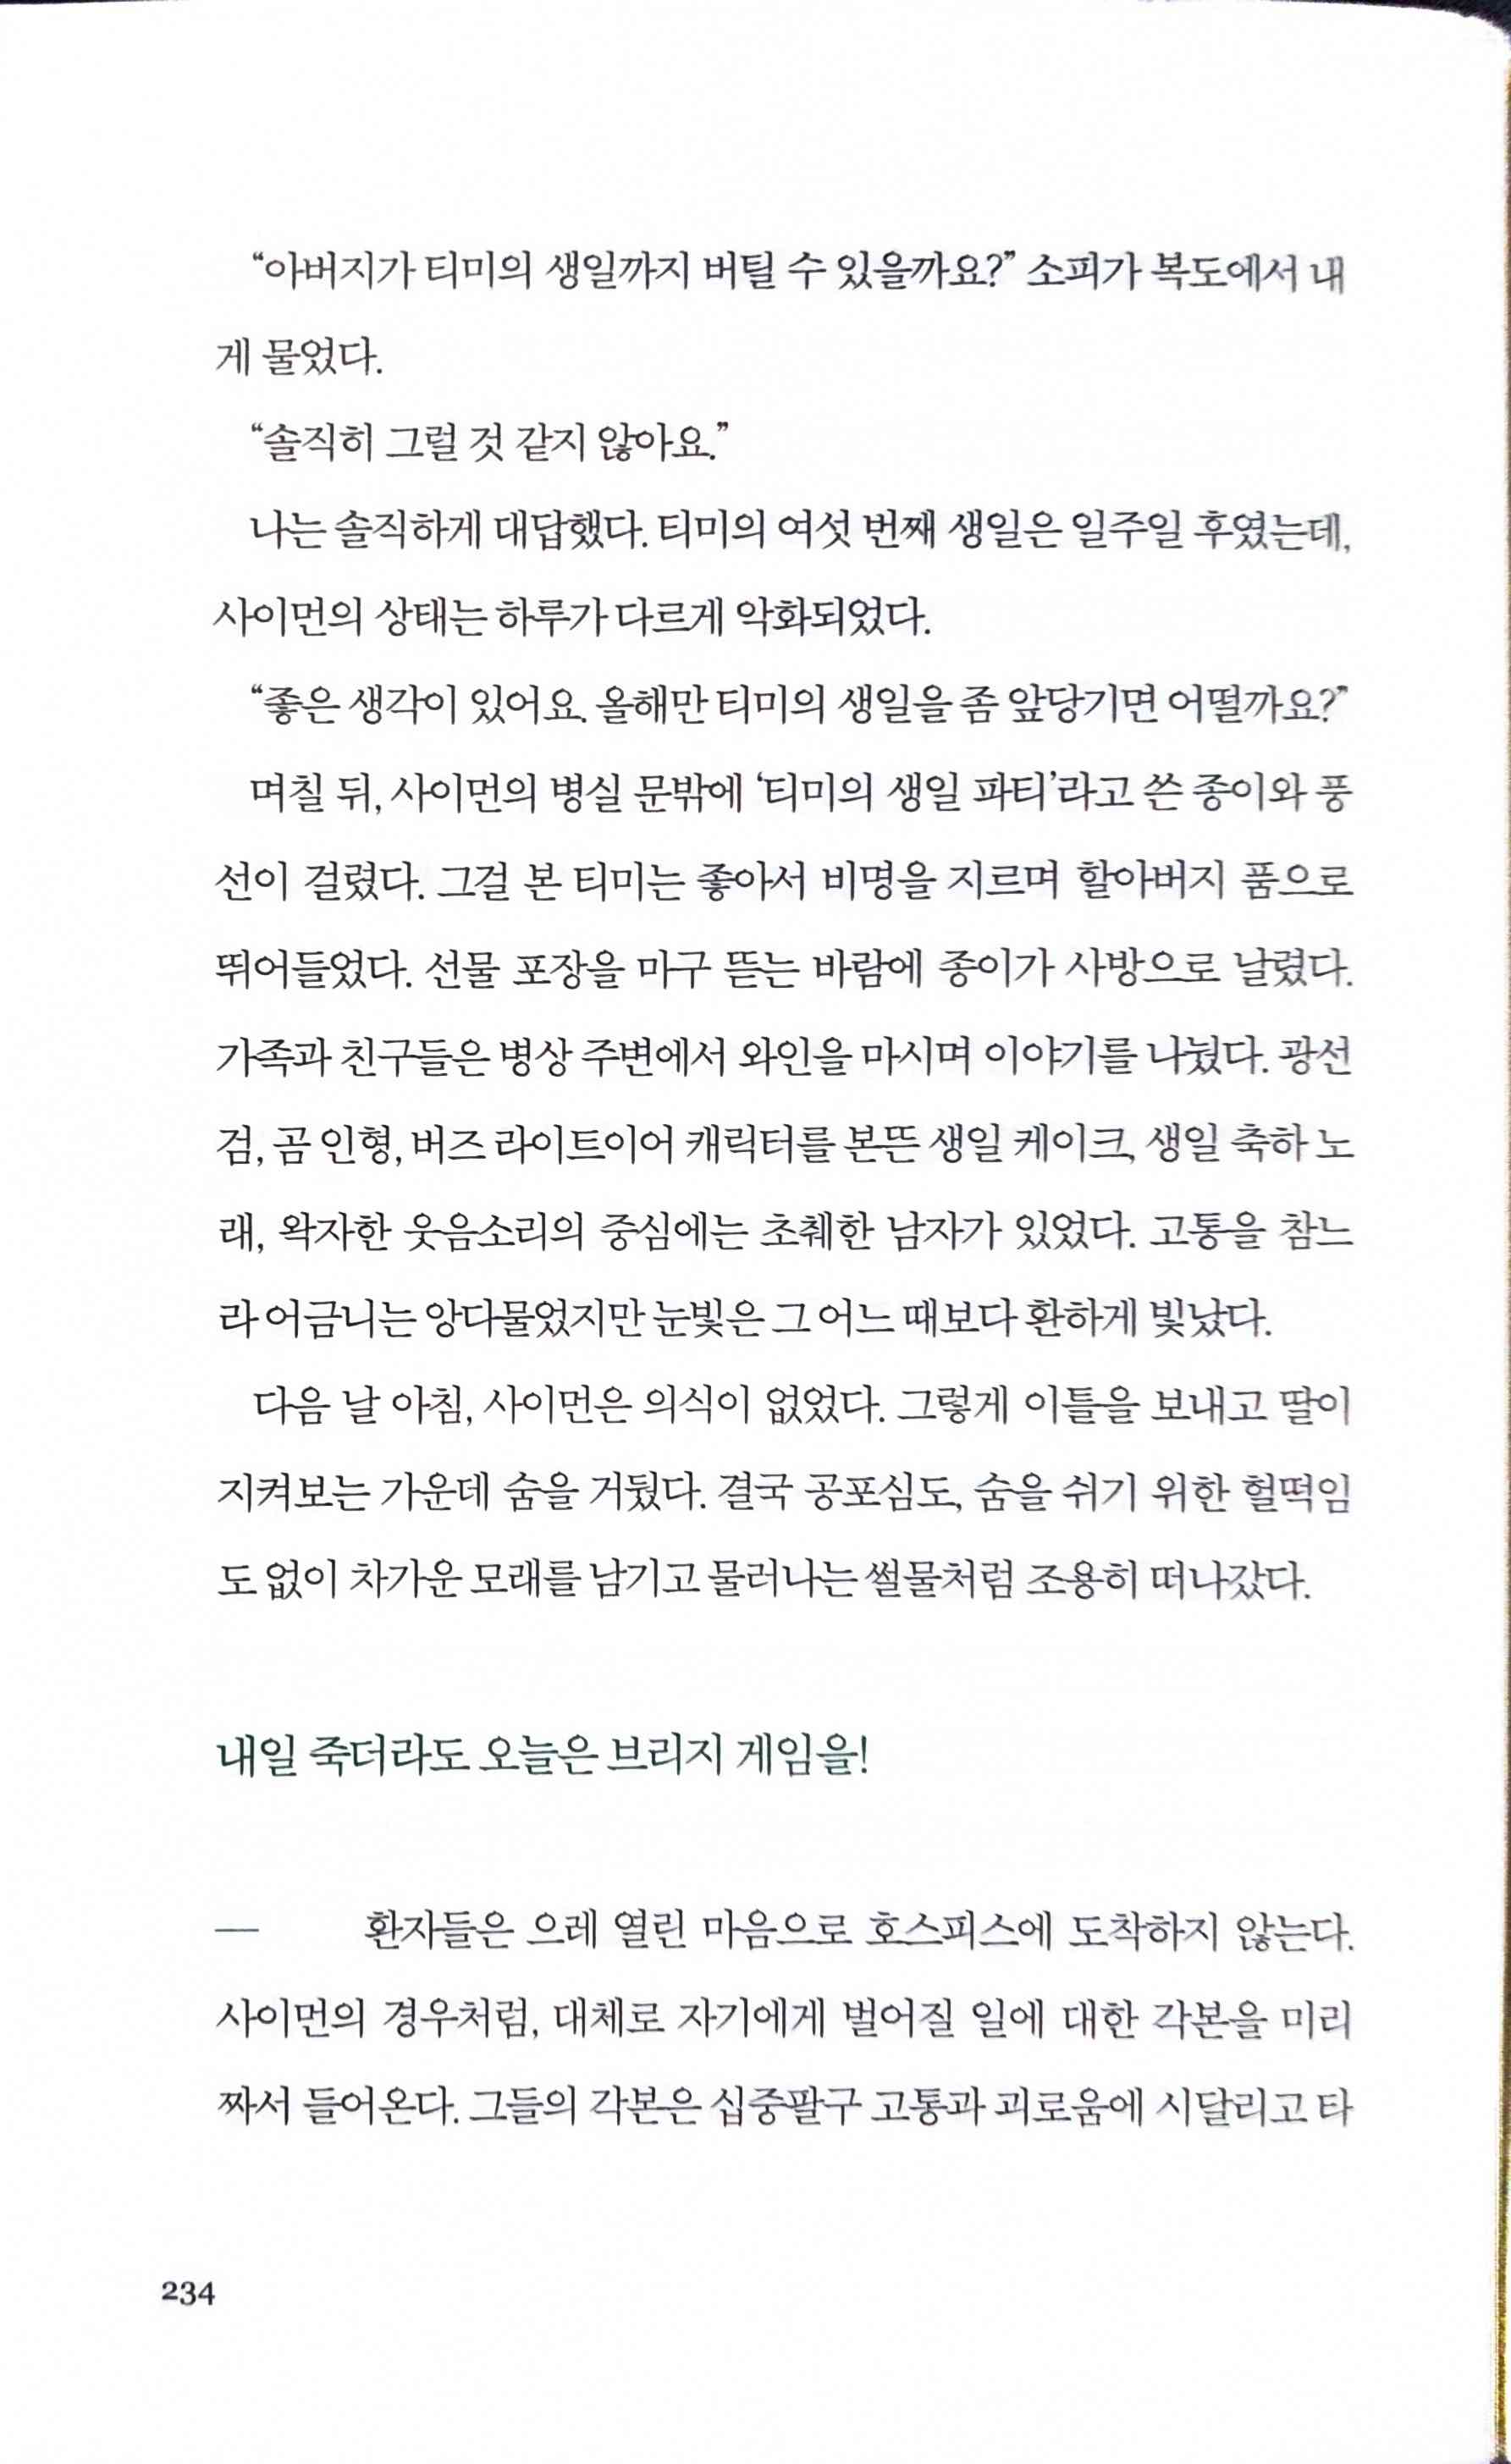 “아버지가 티미의 생일까지 버틸 수 있을까요?” 소피가 복도에서 내
게 물었다.
“솔직히 그럴 것 같지 않아요.”
나는 솔직하게 대답했다. 티미의 여섯 번째 생일은 일주일 후였는데,
사이먼의 상태는 하루가 다르게 악화되었다.
“좋은 생각이 있어요. 올해만 티미의 생일을 좀 앞당기면 어떨까요?”
며칠 뒤, 사이먼의 병실 문밖에 ‘티미의 생일 파티’라고 쓴 종이와 풍
선이 걸렸다. 그걸 본 티미는 좋아서 비명을 지르며 할아버지 품으로
뛰어들었다. 선물 포장을 마구 뜯는 바람에 종이가 사방으로 날렸다.
가족과 친구들은 병상 주변에서 와인을 마시며 이야기를 나눴다. 광선
검, 곰 인형, 버즈 라이트이어 캐릭터를 본뜬 생일 케이크, 생일 축하 노
래, 왁자한 웃음소리의 중심에는 초췌한 남자가 있었다. 고통을 참느
라 어금니는 앙다물었지만 눈빛은 그 어느 때보다 환하게 빛났다.
다음 날 아침, 사이먼은 의식이 없었다. 그렇게 이틀을 보내고 딸이
지켜보는 가운데 숨을 거뒀다. 결국 공포심도, 숨을 쉬기 위한 헐떡임
도 없이 차가운 모래를 남기고 물러나는 썰물처럼 조용히 떠나갔다.
내일 죽더라도 오늘은 브리지 게임을!
— 환자들은 으레 열린 마음으로 호스피스에 도착하지 않는다.
사이먼의 경우처럼, 대체로 자기에게 벌어질 일에 대한 각본을 미리
짜서 들어온다. 그들의 각본은 십중팔구 고통과 괴로움에 시달리고 타
234